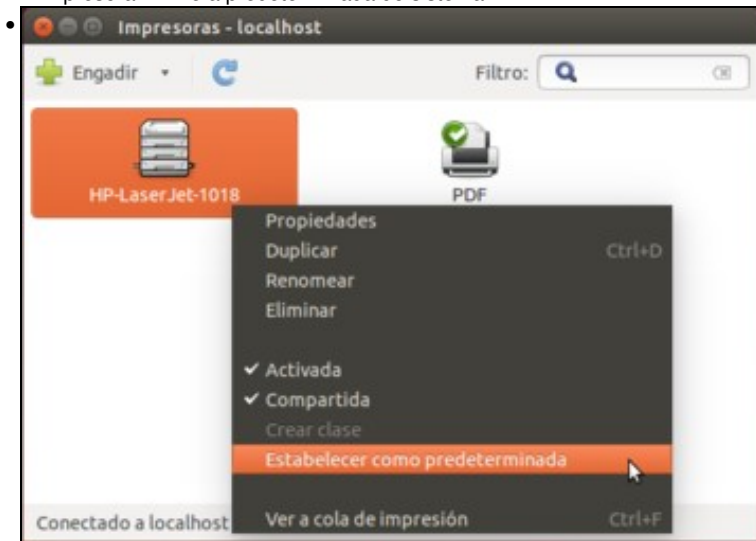 Impresoras - localhost
Engadir
Filtro:
HP-LaserJet-1018
PDF
Propiedades
Duplicar Ctrl+D
Renomear
Eliminar
Activada
Compartida
Crear clase
Estabelecer como predeterminada
Ver a cola de impresión Ctrl+F
Conectado a localhost